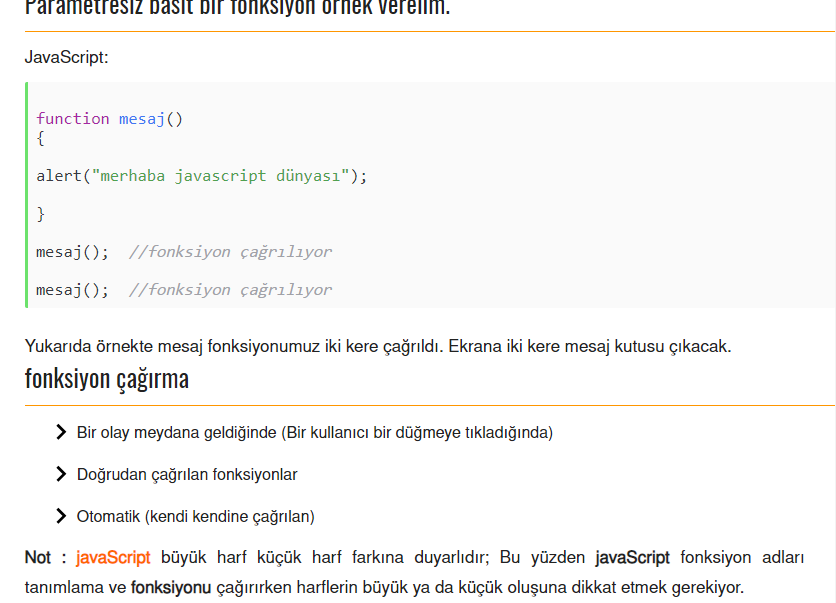 Parametresiz basit bir fonksiyon örnek verelim.
JavaScript:
function mesaj()
{
alert("merhaba javascript dünyası");
}
mesaj(); //fonksiyon çağrılıyor
mesaj(); //fonksiyon çağrılıyor
Yukarıda örnekte mesaj fonksiyonumuz iki kere çağrıldı. Ekrana iki kere mesaj kutusu çıkacak.
fonksiyon çağırma
Bir olay meydana geldiğinde (Bir kullanıcı bir düğmeye tıkladığında)
Doğrudan çağrılan fonksiyonlar
Otomatik (kendi kendine çağrılan)
Not : javaScript büyük harf küçük harf farkına duyarlıdır; Bu yüzden javaScript fonksiyon adları
tanımlama ve fonksiyonu çağırırken harflerin büyük ya da küçük oluşuna dikkat etmek gerekiyor.